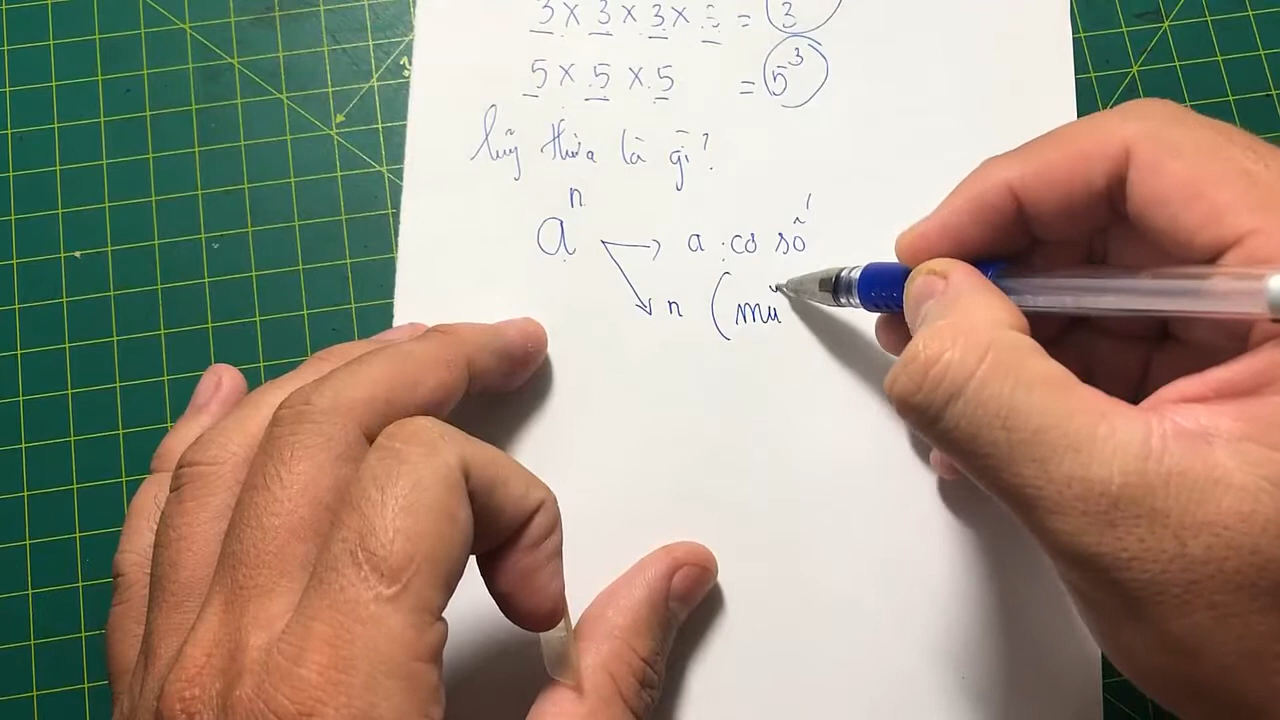 3 × 3 × 3 × 3 = 3
5 × 5 × 5 = 5³
luỹ thừa là gì?
aⁿ → a : cơ số
n (mũ